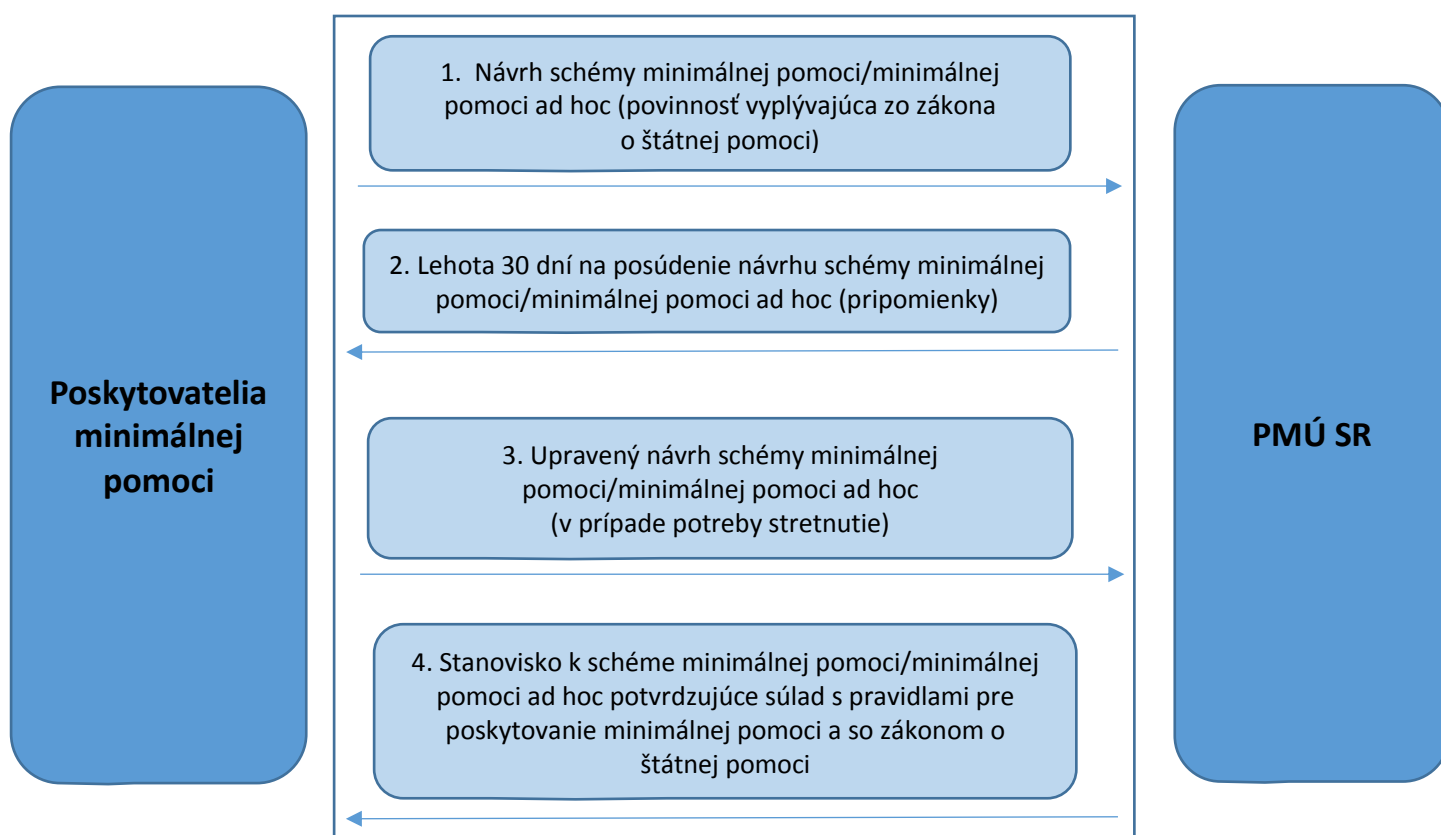 1. Návrh schémy minimálnej pomoci/minimálnej
pomoci ad hoc (povinnosť vyplývajúca zo zákona
o štátnej pomoci)
2. Lehota 30 dní na posúdenie návrhu schémy minimálnej
pomoci/minimálnej pomoci ad hoc (pripomienky)
Poskytovatelia
minimálnej
pomoci
PMÚ SR
3. Upravený návrh schémy minimálnej
pomoci/minimálnej pomoci ad hoc
(v prípade potreby stretnutie)
4. Stanovisko k schéme minimálnej pomoci/minimálnej
pomoci ad hoc potvrdzujúce súlad s pravidlami pre
poskytovanie minimálnej pomoci a so zákonom o
štátnej pomoci